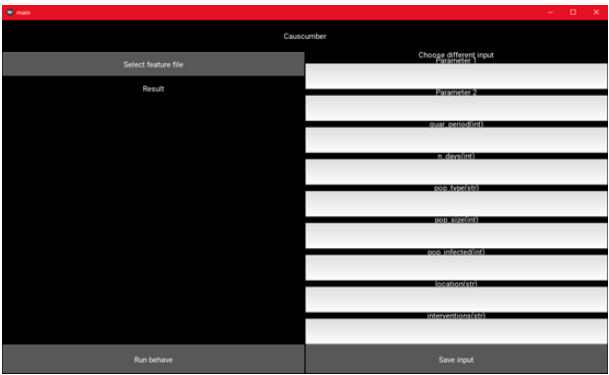 main
Causcumber
Select feature file
Result
Run behave
Choose different input
Parameter 1
Parameter 2
quar_period(int)
n_days(int)
pop_type(str)
pop_size(int)
pop_infected(int)
location(str)
interventions(str)
Save input